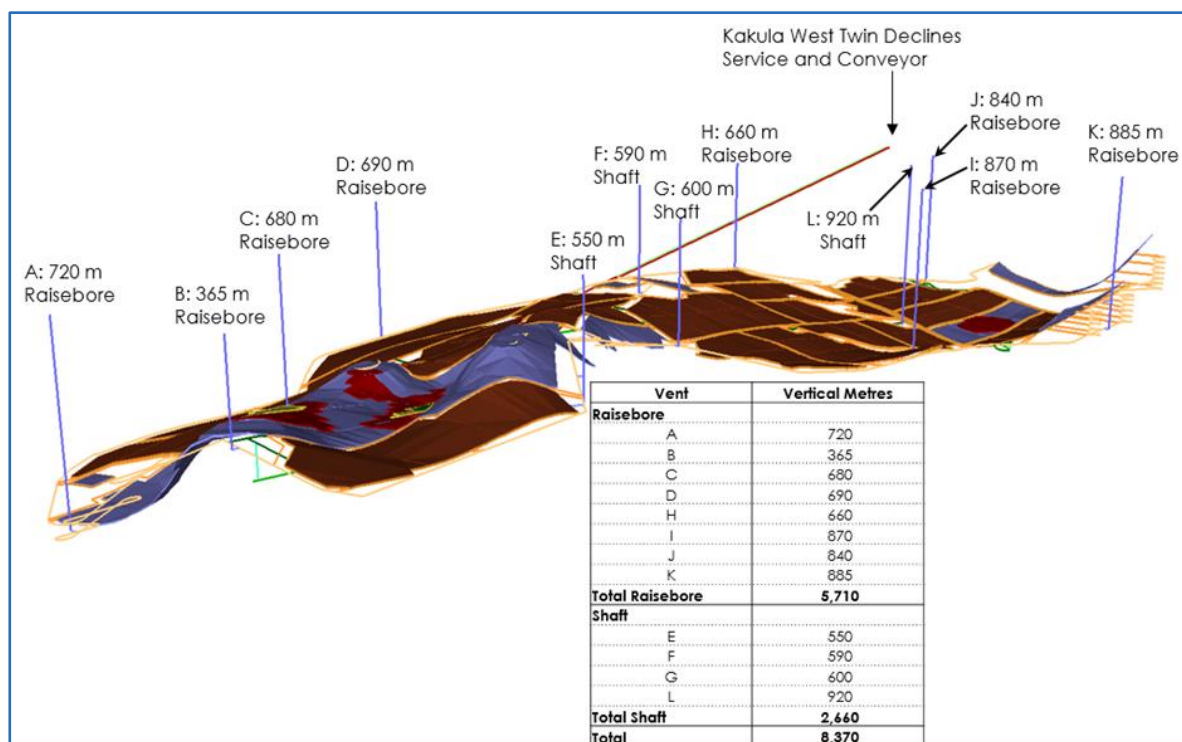 Kakula West Twin Declines
Service and Conveyor
J: 840 m
Raisebore
K: 885 m
Raisebore
H: 660 m
Raisebore
F: 590 m
Shaft
I: 870 m
Raisebore
D: 690 m
Raisebore
G: 600 m
Shaft
L: 920 m
Shaft
C: 680 m
Raisebore
E: 550 m
Shaft
A: 720 m
Raisebore
B: 365 m
Raisebore
Vent Vertical Metres
Raisebore
A 720
B 365
C 680
D 690
H 660
I 870
J 840
K 885
Total Raisebore 5,710
Shaft
E 550
F 590
G 600
L 920
Total Shaft 2,660
Total 8,370